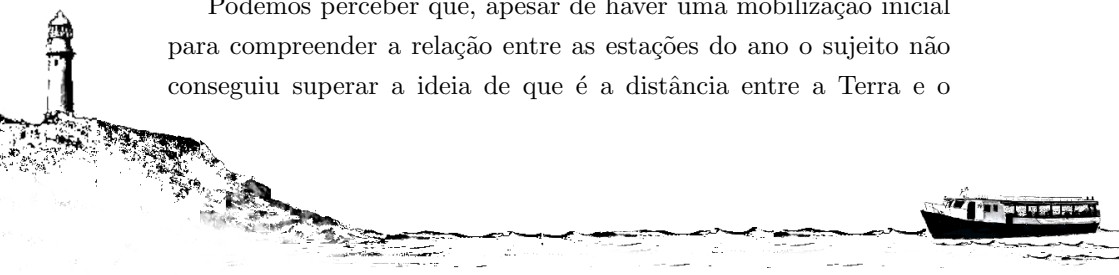 Podemos perceber que, apesar de haver uma mobilização inicial
para compreender a relação entre as estações do ano o sujeito não
conseguiu superar a ideia de que é a distância entre a Terra e o